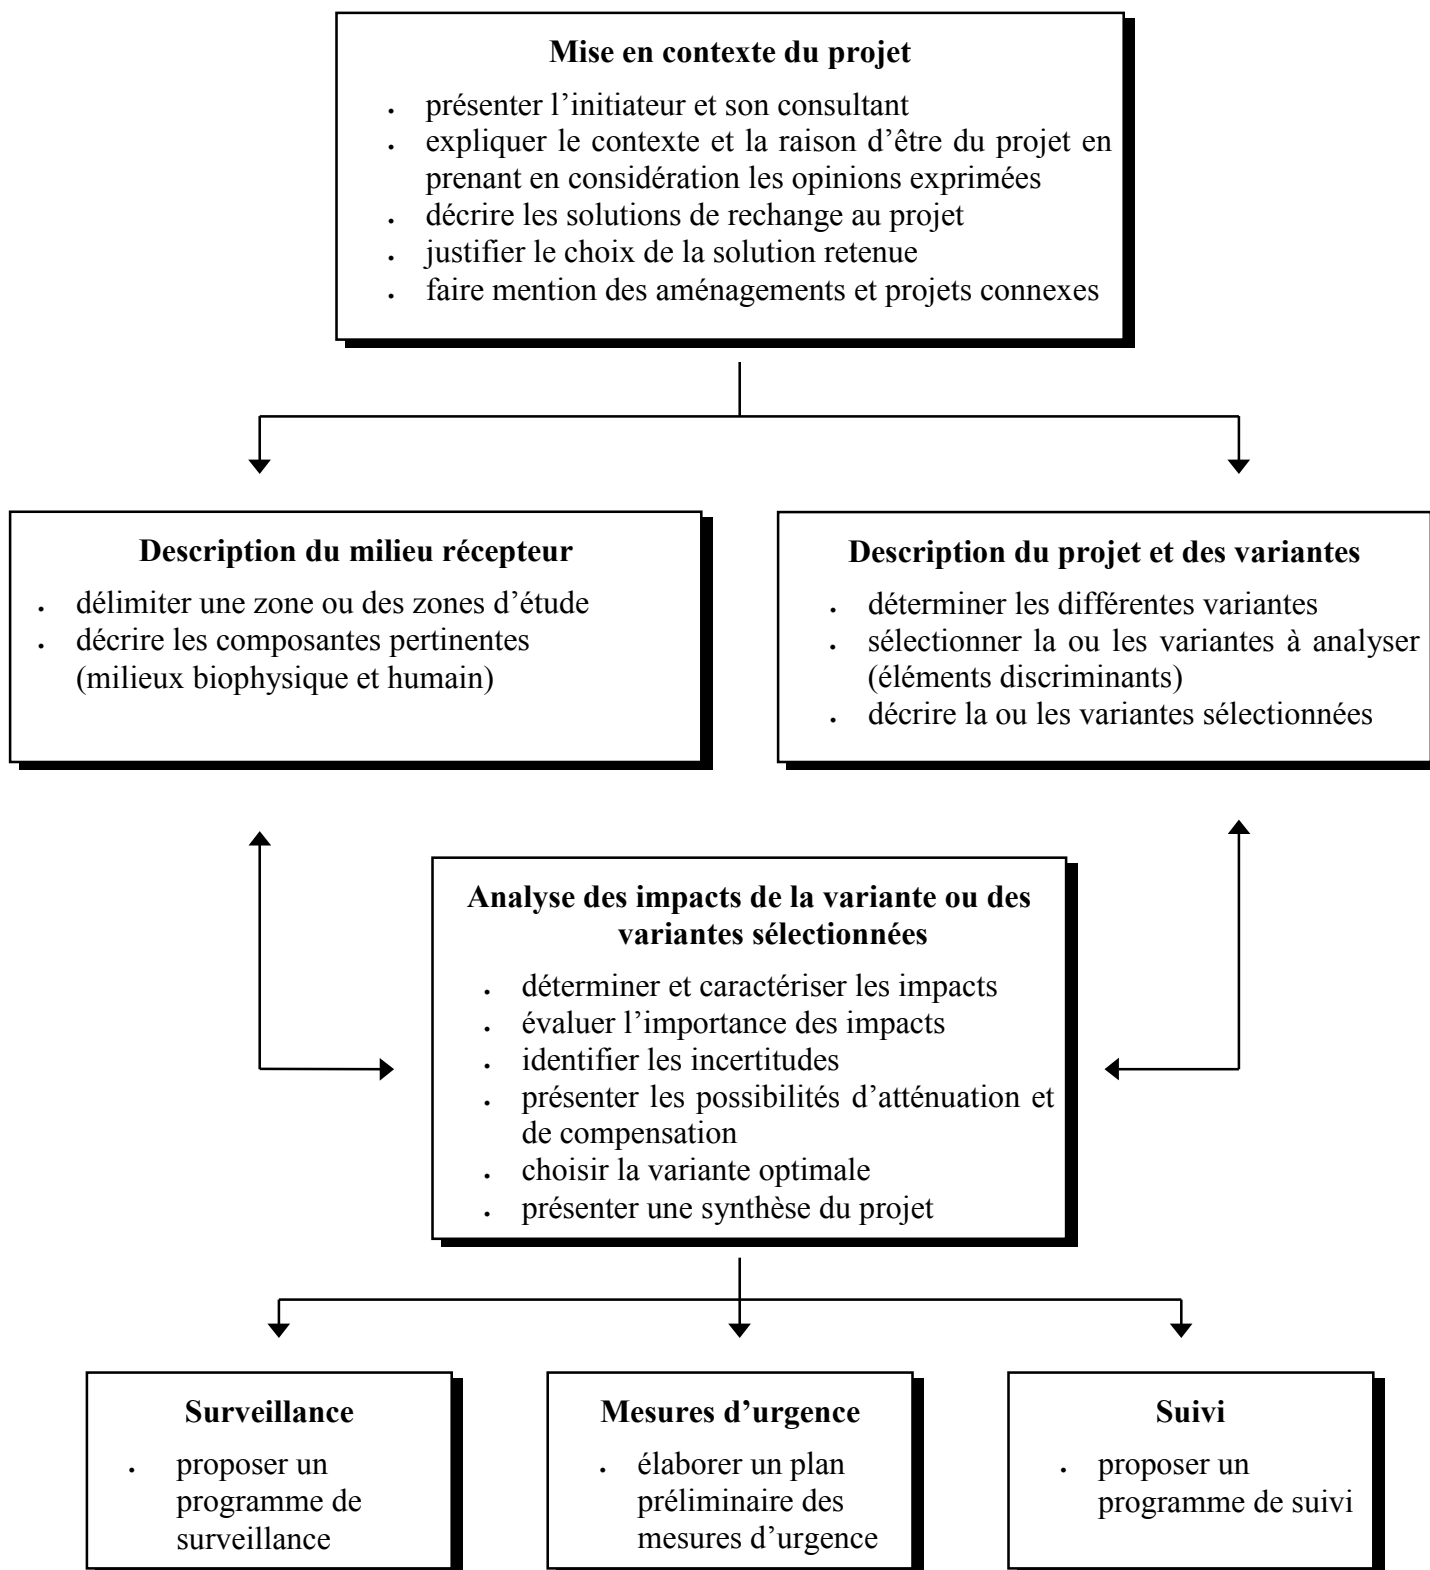 Mise en contexte du projet
. présenter l’initiateur et son consultant
. expliquer le contexte et la raison d’être du projet en
prenant en considération les opinions exprimées
. décrire les solutions de rechange au projet
. justifier le choix de la solution retenue
. faire mention des aménagements et projets connexes
Description du milieu récepteur
. délimiter une zone ou des zones d’étude
. décrire les composantes pertinentes
(milieux biophysique et humain)
Description du projet et des variantes
. déterminer les différentes variantes
. sélectionner la ou les variantes à analyser
(éléments discriminants)
. décrire la ou les variantes sélectionnées
Analyse des impacts de la variante ou des
variantes sélectionnées
. déterminer et caractériser les impacts
. évaluer l’importance des impacts
. identifier les incertitudes
. présenter les possibilités d’atténuation et
de compensation
. choisir la variante optimale
. présenter une synthèse du projet
Surveillance
. proposer un
programme de
surveillance
Mesures d’urgence
. élaborer un plan
préliminaire des
mesures d’urgence
Suivi
. proposer un
programme de suivi